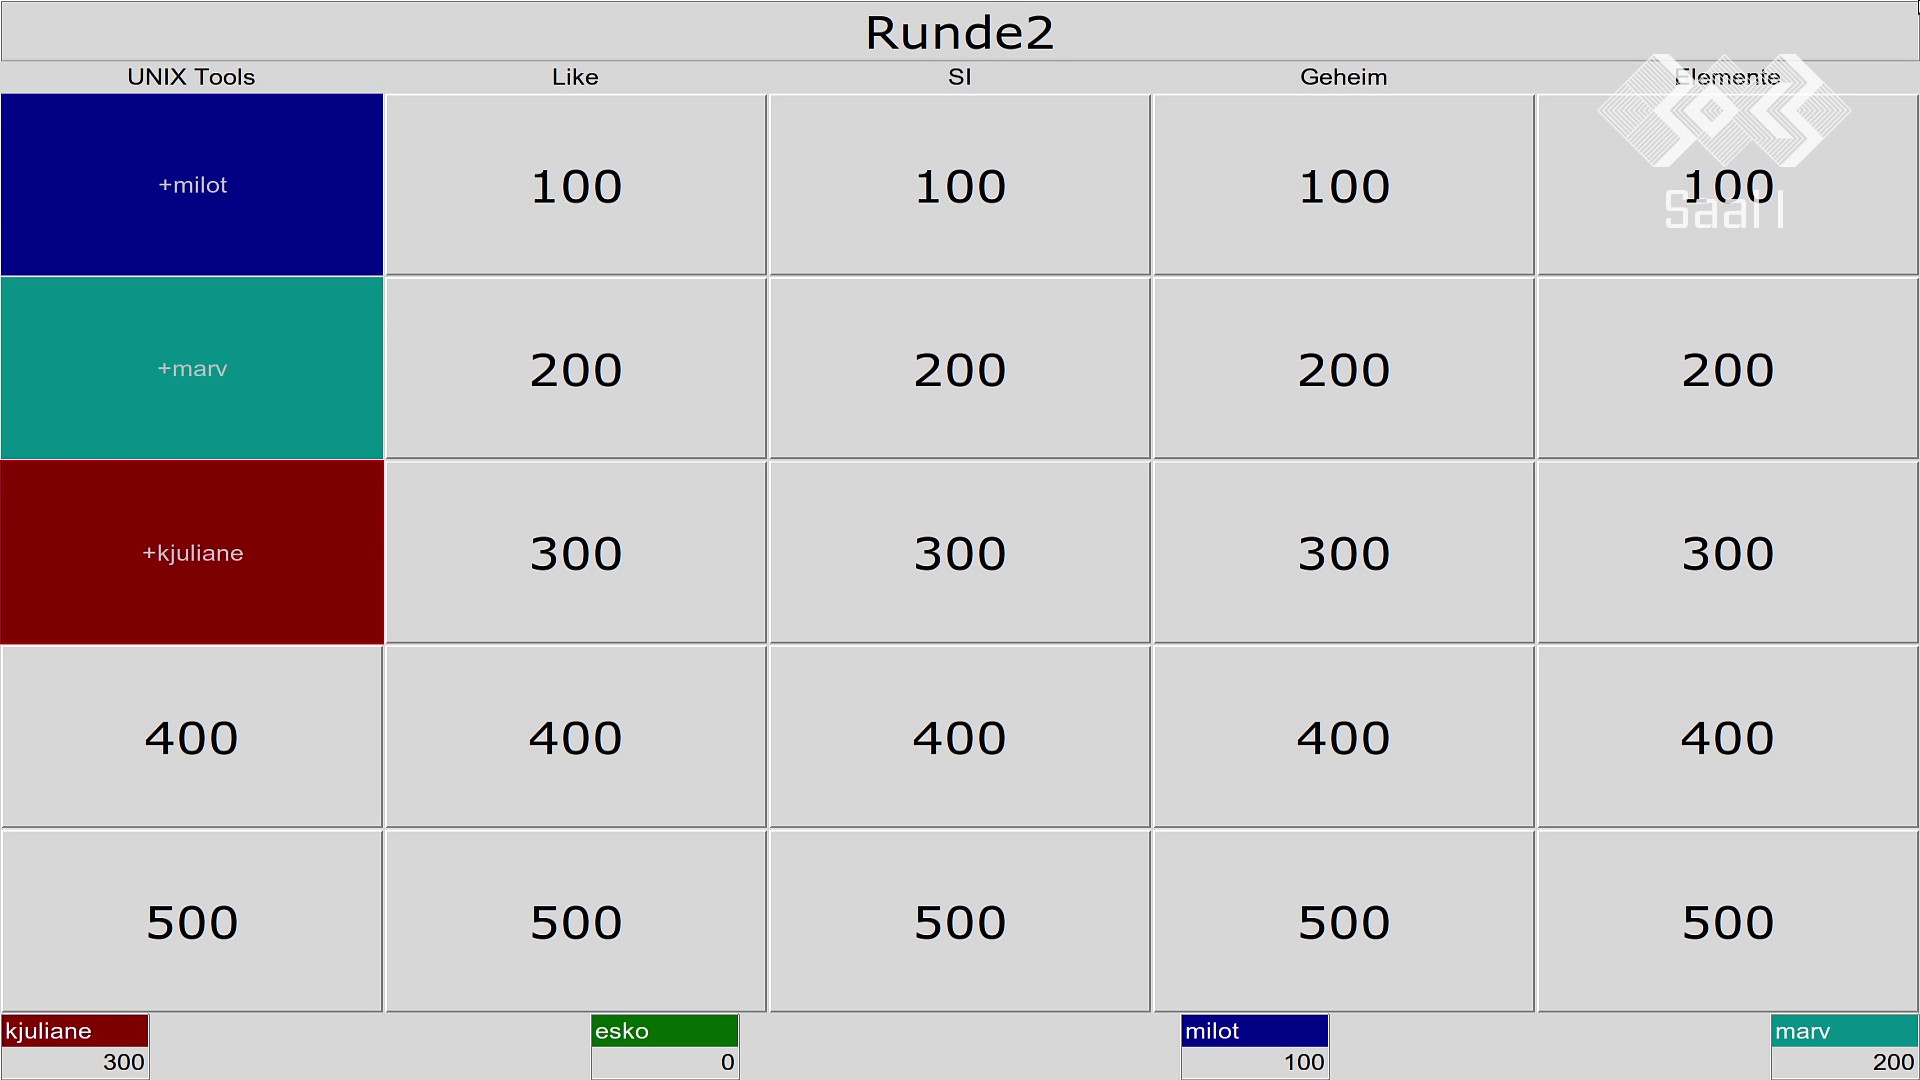 Runde2
UNIX Tools Like SI Geheim Elemente
+milot 100 100 100 100
Saal 1
+marv 200 200 200 200
+kjuliane 300 300 300 300
400 400 400 400 400
500 500 500 500 500
kjuliane esko milot marv
300 0 100 200